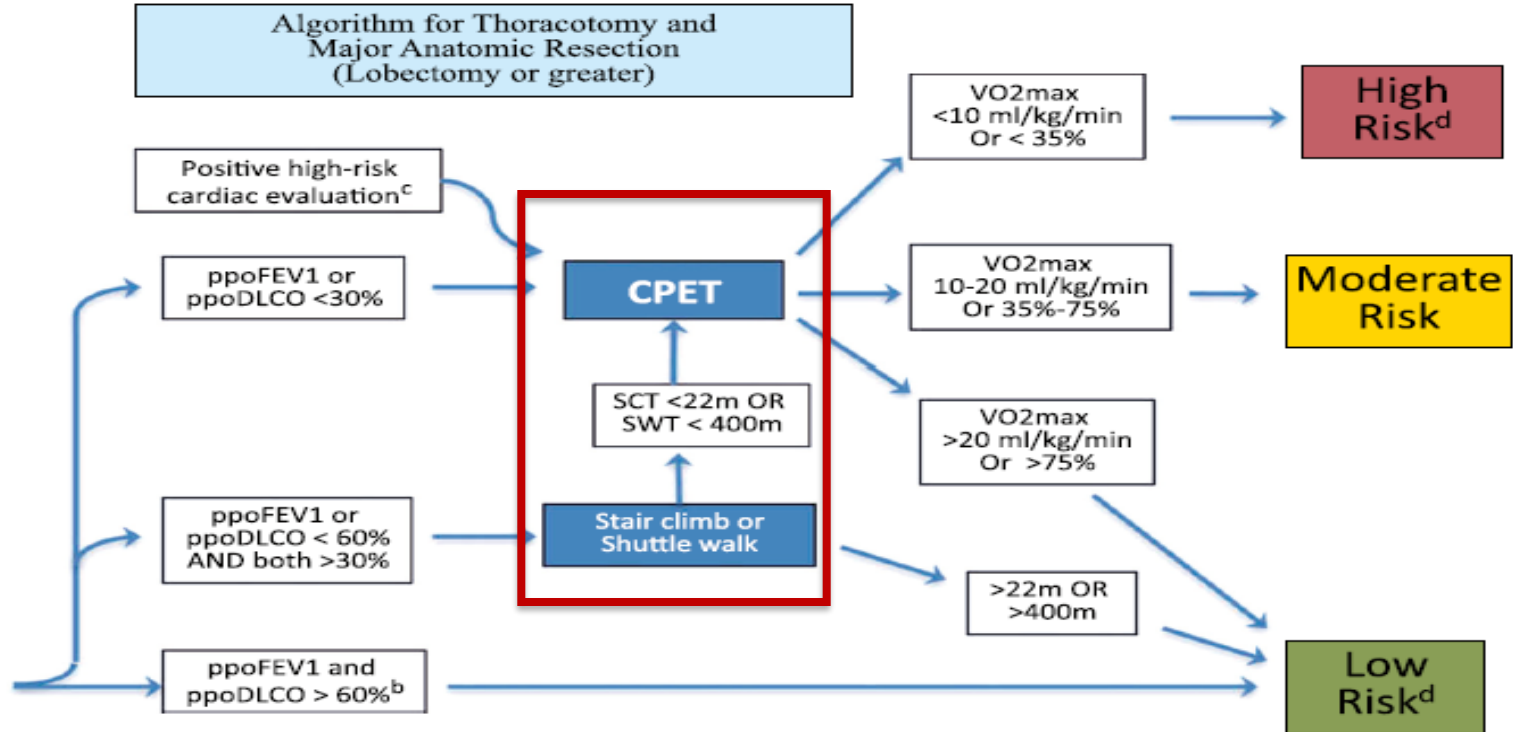 Algorithm for Thoracotomy and
Major Anatomic Resection
(Lobectomy or greater)
Positive high-risk
cardiac evaluationᶜ
ppoFEV1 or
ppoDLCO <30%
ppoFEV1 or
ppoDLCO < 60%
AND both >30%
ppoFEV1 and
ppoDLCO > 60%ᵇ
CPET
SCT <22m OR
SWT < 400m
Stair climb or
Shuttle walk
VO2max
<10 ml/kg/min
Or < 35%
VO2max
10-20 ml/kg/min
Or 35%-75%
VO2max
>20 ml/kg/min
Or >75%
>22m OR
>400m
High
Riskᵈ
Moderate
Risk
Low
Riskᵈ